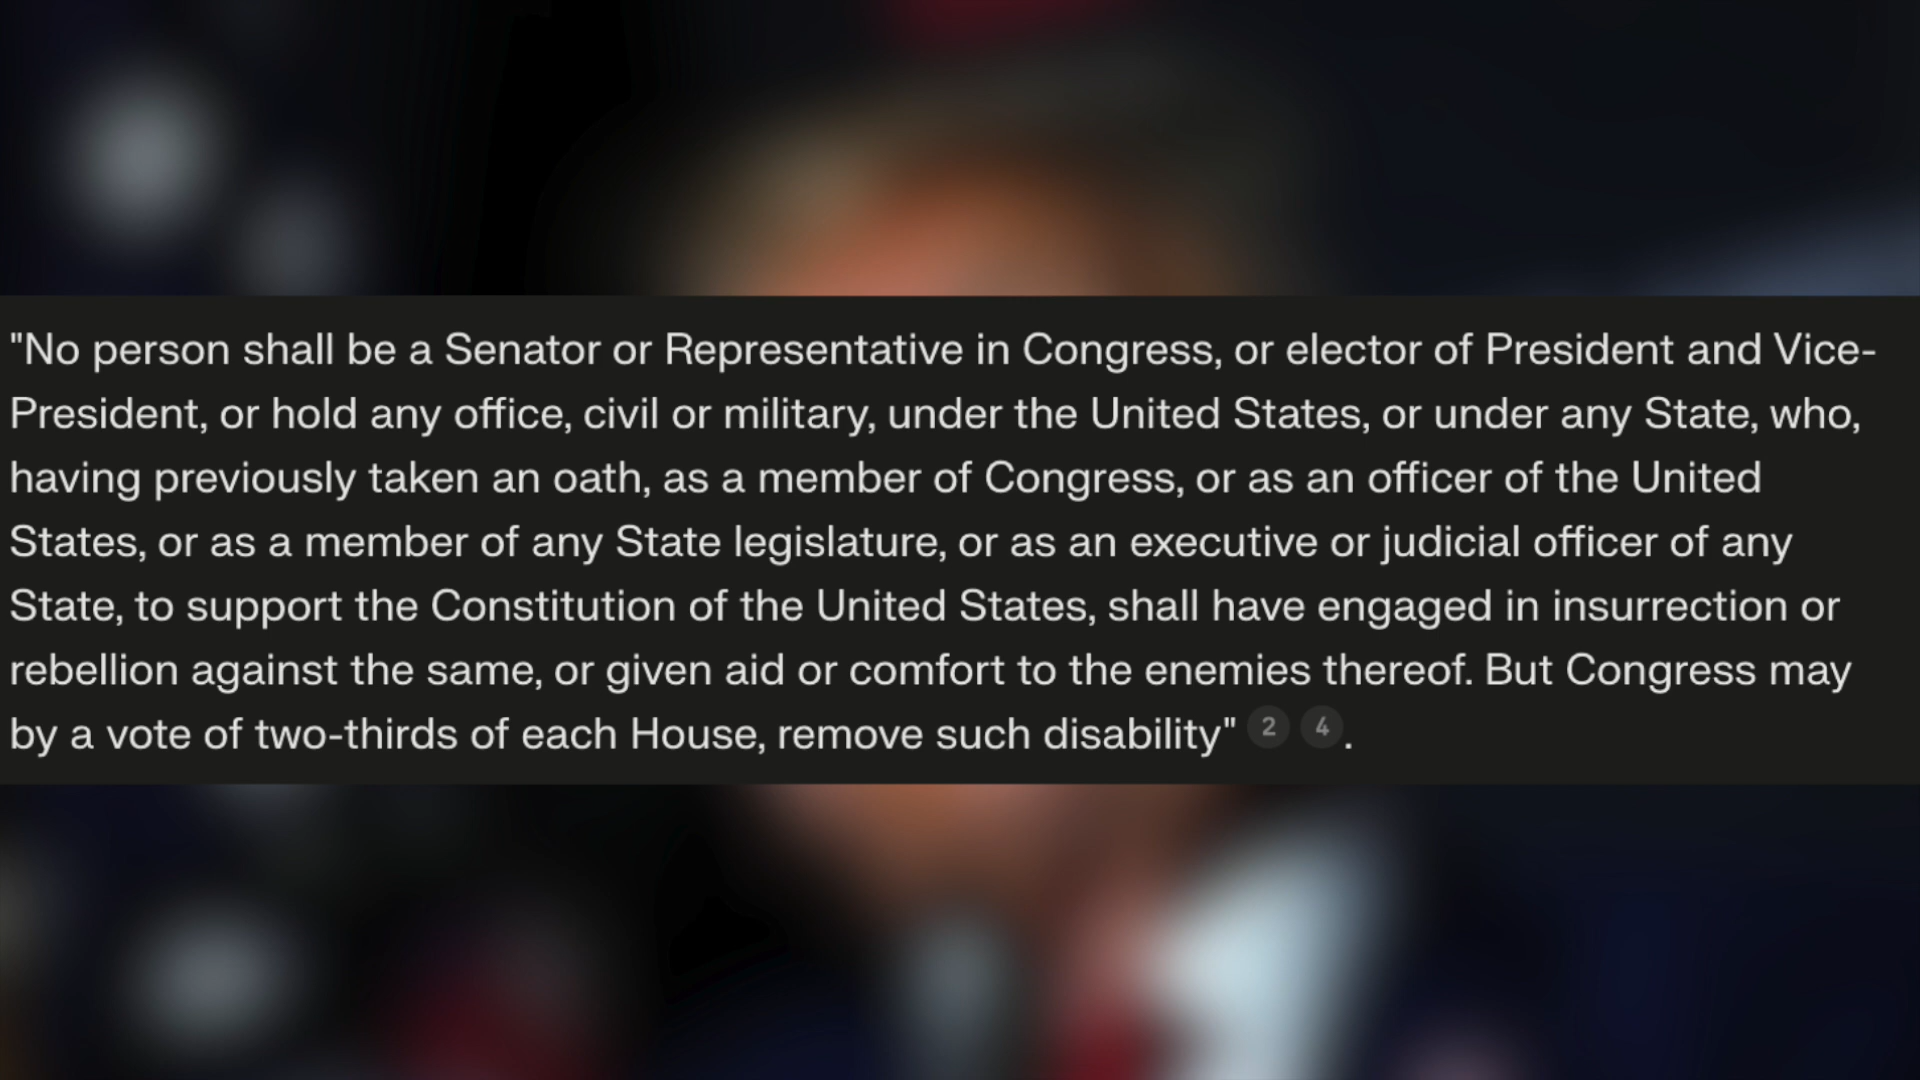 "No person shall be a Senator or Representative in Congress, or elector of President and Vice-
President, or hold any office, civil or military, under the United States, or under any State, who,
having previously taken an oath, as a member of Congress, or as an officer of the United
States, or as a member of any State legislature, or as an executive or judicial officer of any
State, to support the Constitution of the United States, shall have engaged in insurrection or
rebellion against the same, or given aid or comfort to the enemies thereof. But Congress may
by a vote of two-thirds of each House, remove such disability" 2 4 .